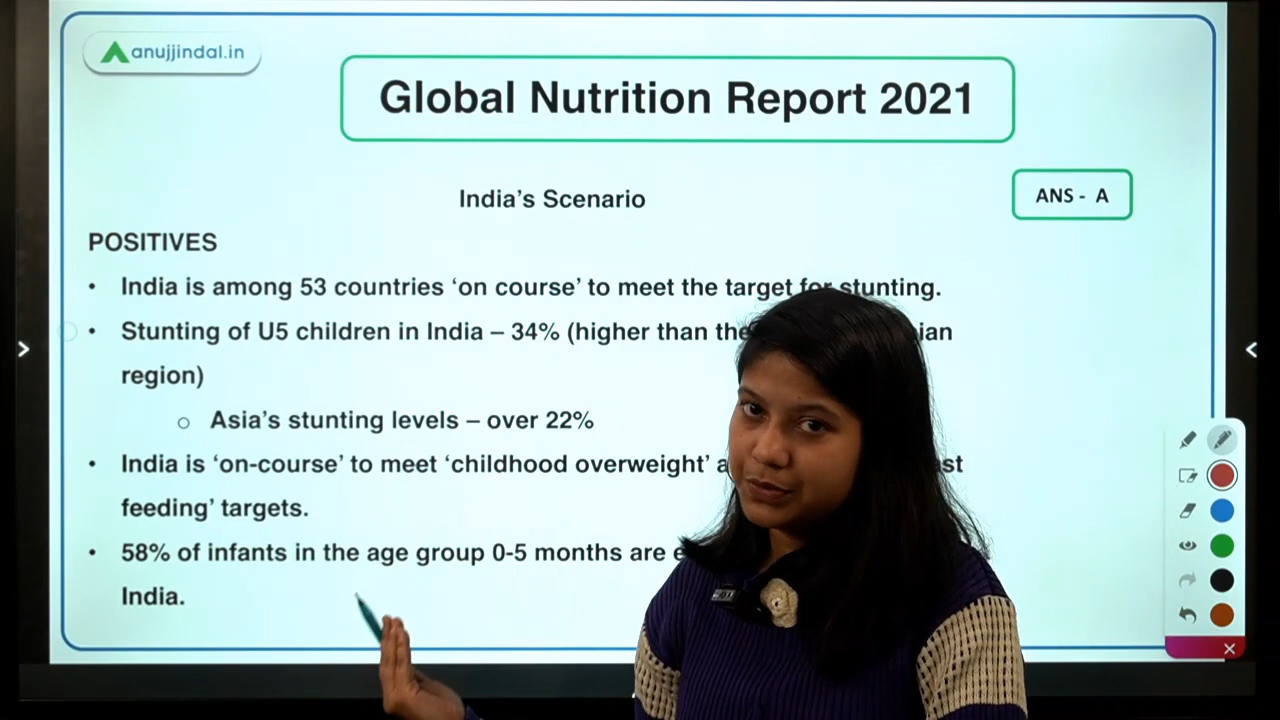 anujjindal.in
Global Nutrition Report 2021
India's Scenario
ANS - A
POSITIVES
• India is among 53 countries 'on course' to meet the target for stunting.
• Stunting of U5 children in India – 34% (higher than the
region)
o Asia's stunting levels – over 22%
• India is 'on-course' to meet 'childhood overweight'
feeding' targets.
• 58% of infants in the age group 0-5 months are
India.